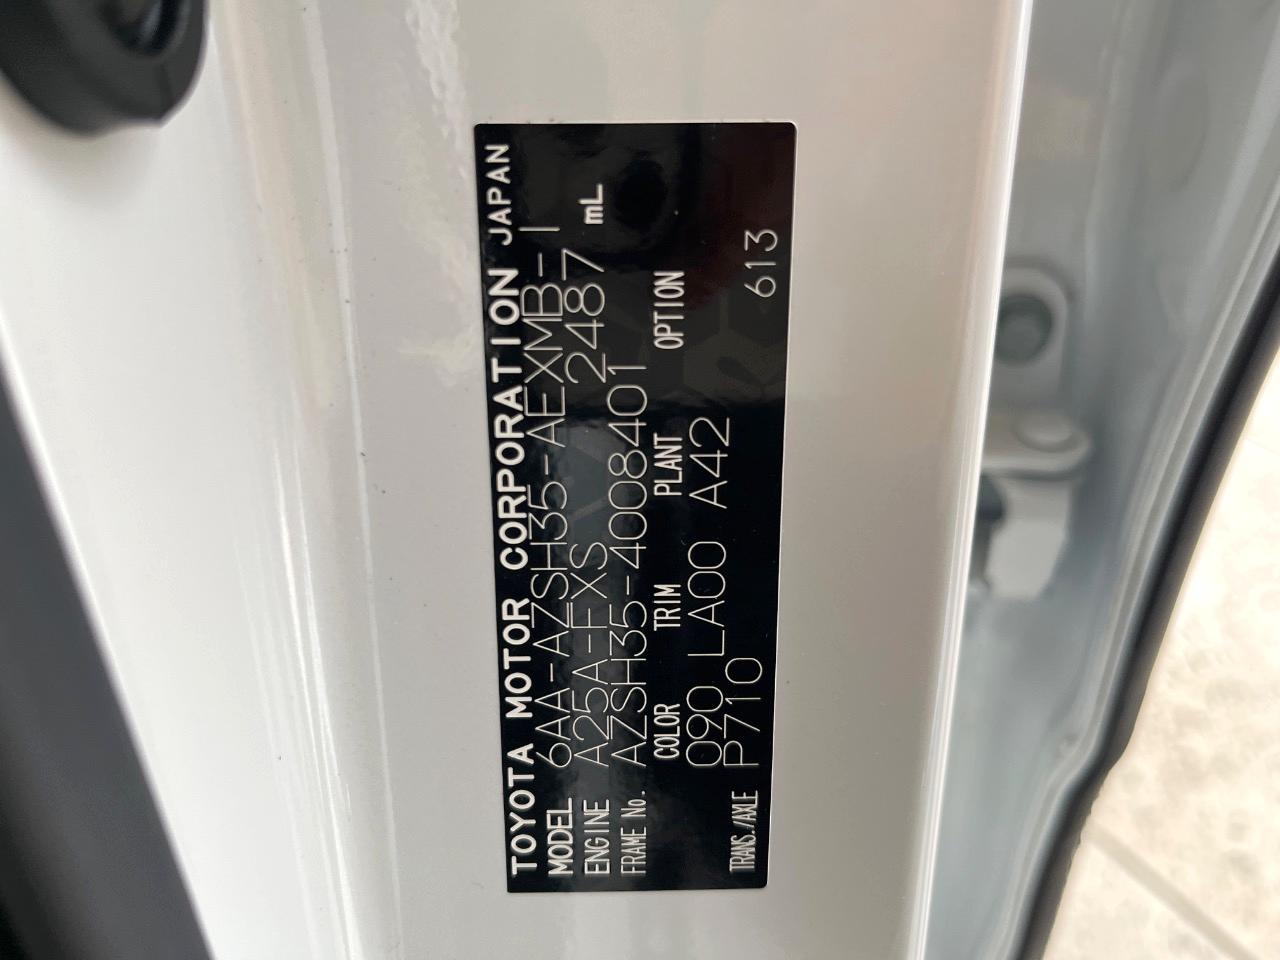 TOYOTA MOTOR CORPORATION JAPAN
MODEL 6AA-AZSH35-AEXMB-I
ENGINE A25A-FXS 2487 mL
FRAME No. AZSH35-4008401
COLOR TRIM PLANT OPTION
090 LA00 A42
TRANS./AXLE P710 613